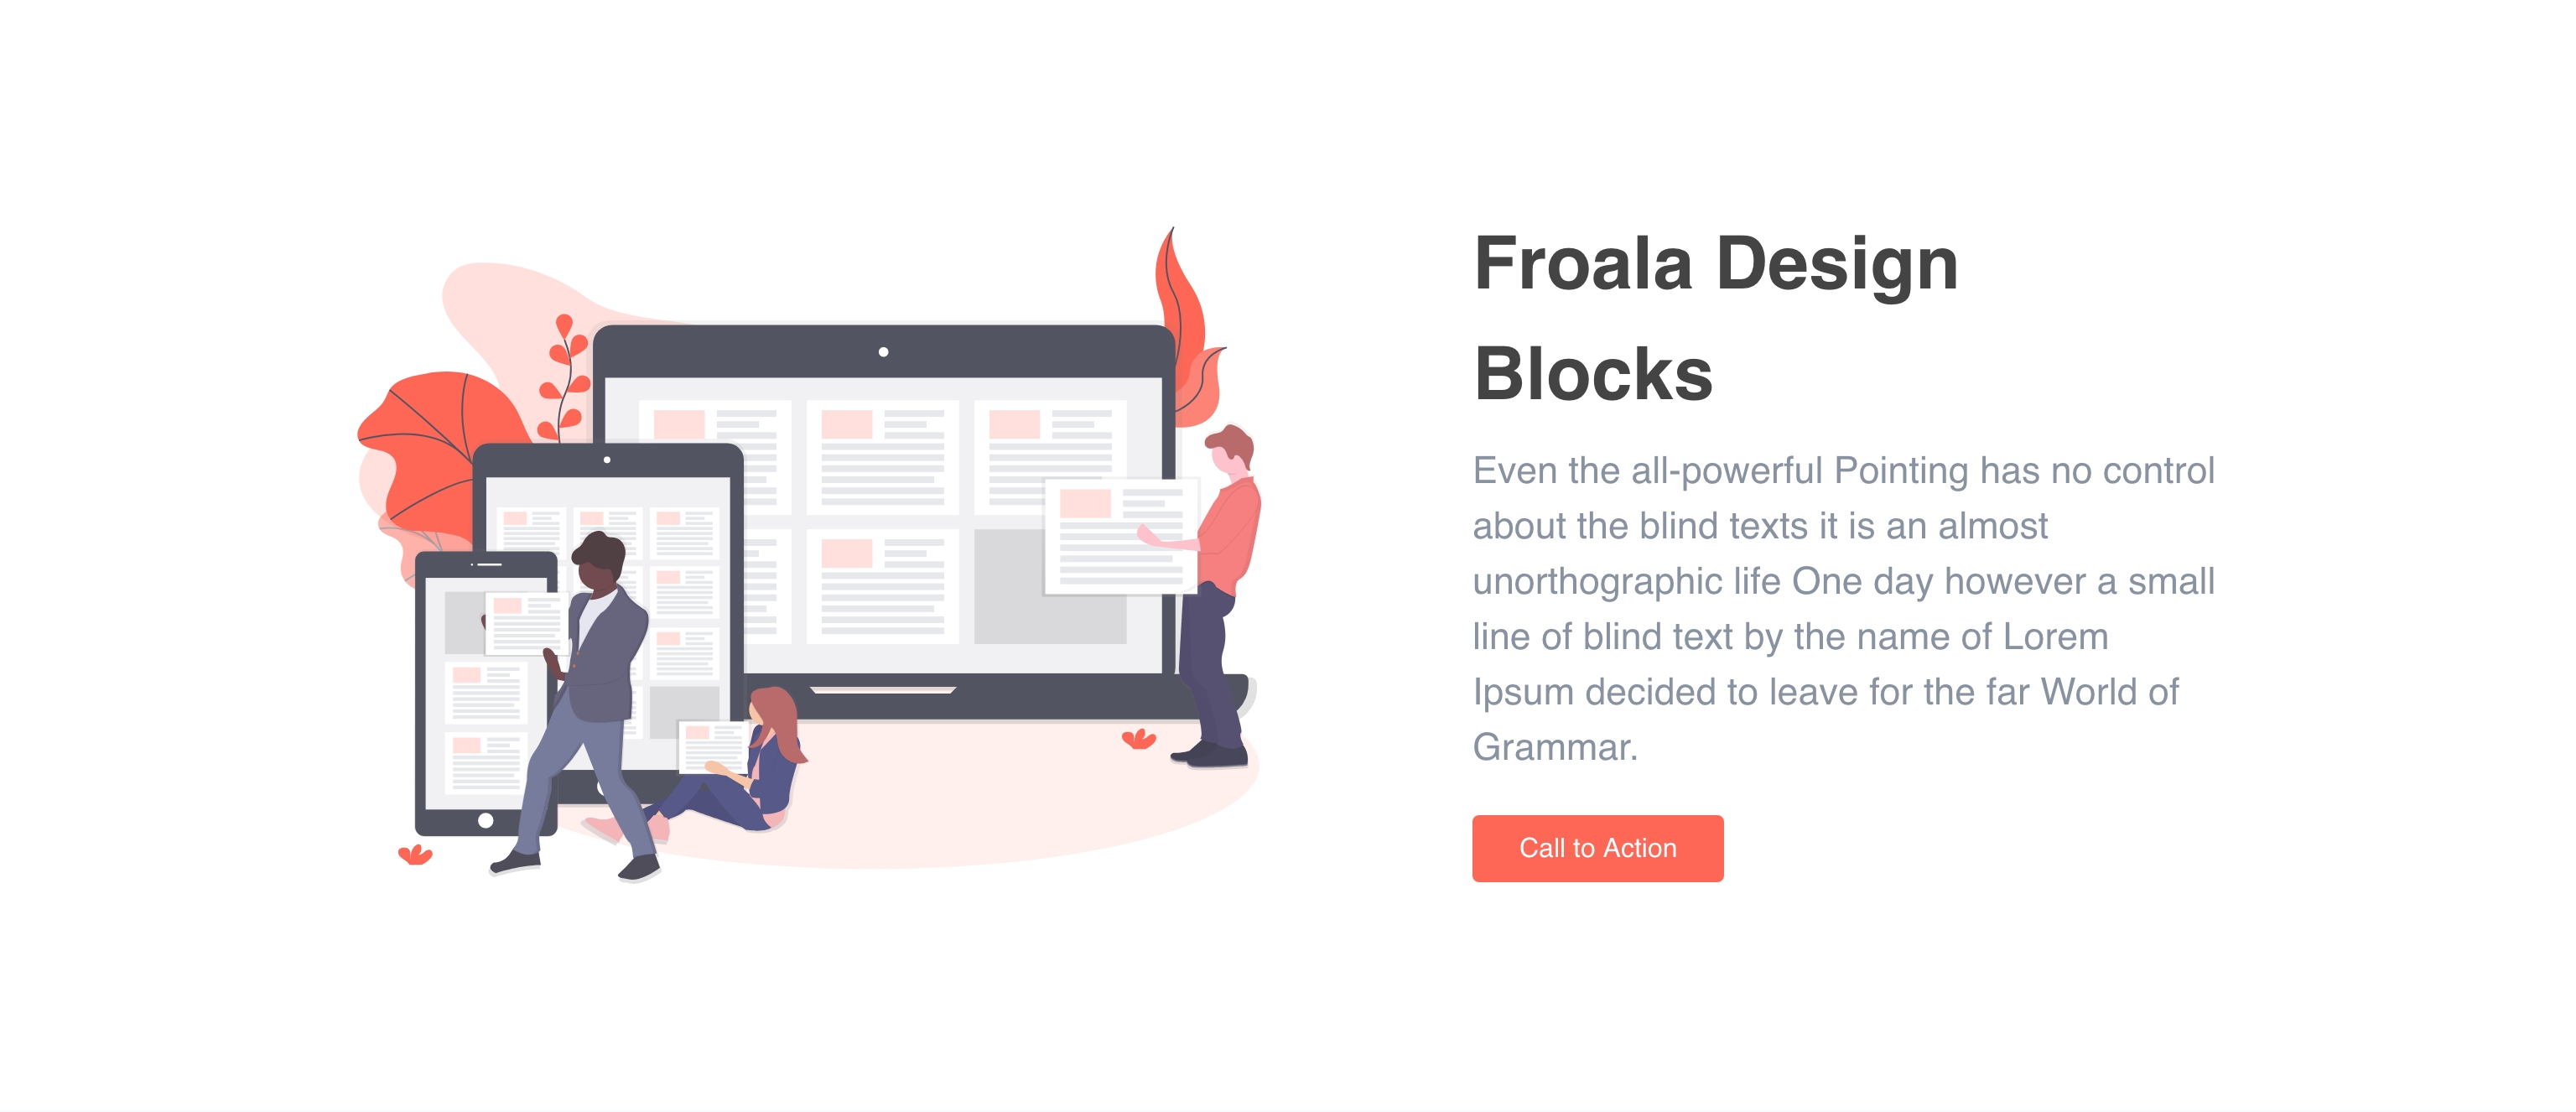 Froala Design
Blocks
Even the all-powerful Pointing has no control
about the blind texts it is an almost
unorthographic life One day however a small
line of blind text by the name of Lorem
Ipsum decided to leave for the far World of
Grammar.
Call to Action